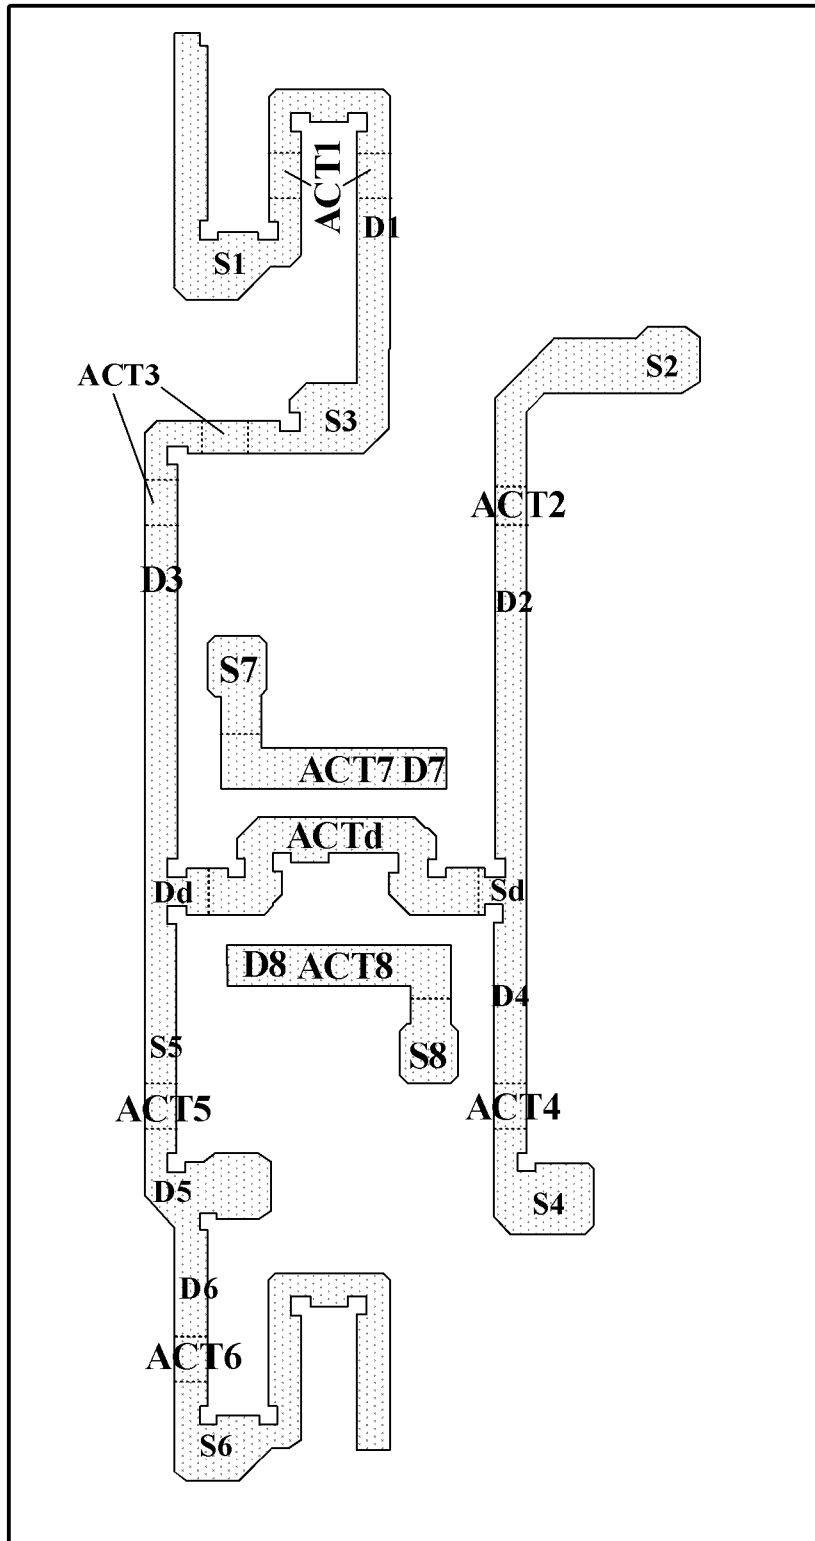 ACT1
D1
S1
S2
ACT3
S3
ACT2
D3
D2
S7
ACT7 D7
ACTd
Dd
Sd
D8 ACT8
D4
S5
S8
ACT5
ACT4
D5
S4
D6
ACT6
S6